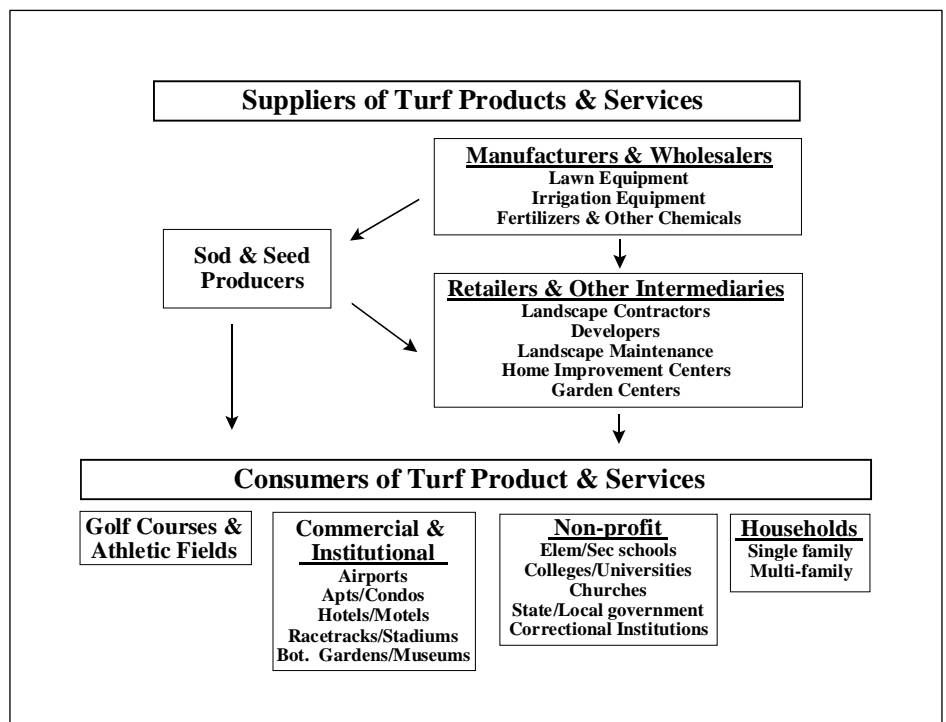 Suppliers of Turf Products & Services
Manufacturers & Wholesalers
Lawn Equipment
Irrigation Equipment
Fertilizers & Other Chemicals
Sod & Seed
Producers
Retailers & Other Intermediaries
Landscape Contractors
Developers
Landscape Maintenance
Home Improvement Centers
Garden Centers
Consumers of Turf Product & Services
Golf Courses &
Athletic Fields
Commercial &
Institutional
Airports
Apts/Condos
Hotels/Motels
Racetracks/Stadiums
Bot. Gardens/Museums
Non-profit
Elem/Sec schools
Colleges/Universities
Churches
State/Local government
Correctional Institutions
Households
Single family
Multi-family